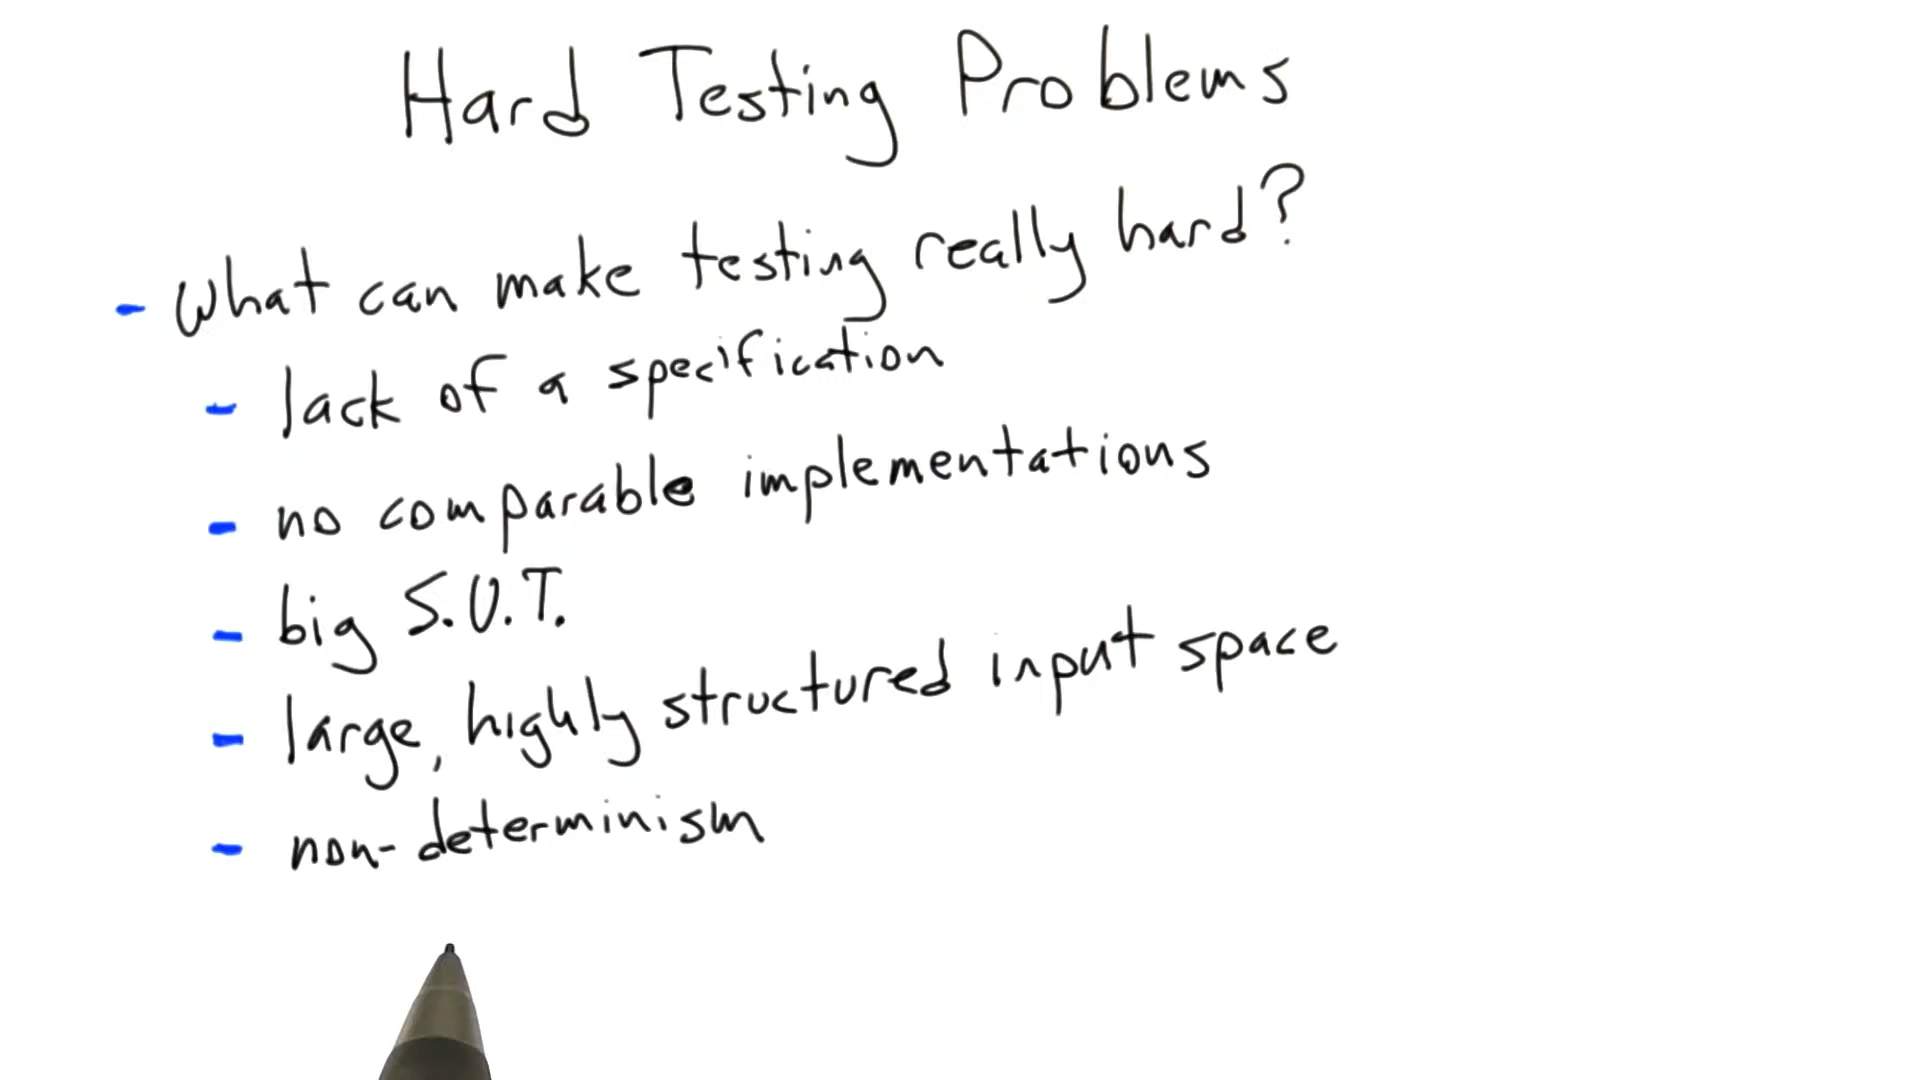 Hard Testing Problems
- What can make testing really hard?
- lack of a specification
- no comparable implementations
- big S.U.T.
- large, highly structured input space
- non-determinism